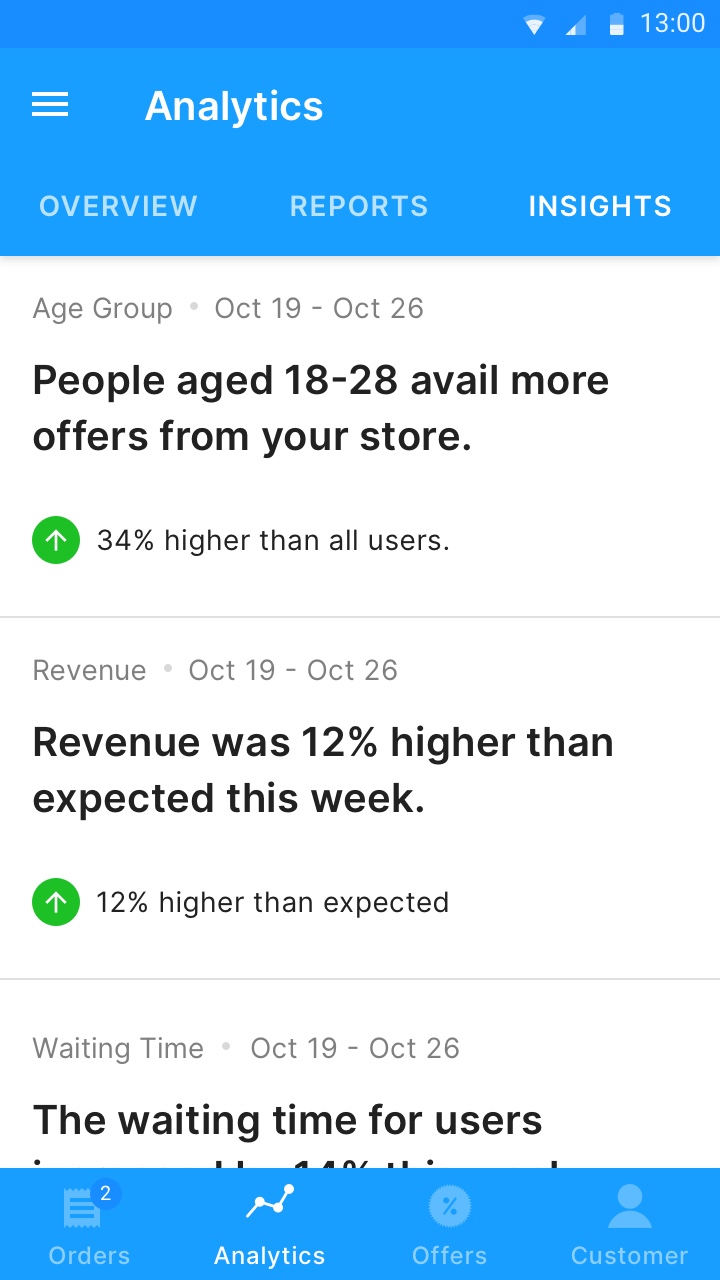 13:00
Analytics
OVERVIEW REPORTS INSIGHTS
Age Group • Oct 19 - Oct 26
People aged 18-28 avail more
offers from your store.
34% higher than all users.
Revenue • Oct 19 - Oct 26
Revenue was 12% higher than
expected this week.
12% higher than expected
Waiting Time • Oct 19 - Oct 26
The waiting time for users
14%
2
Orders Analytics Offers Customer